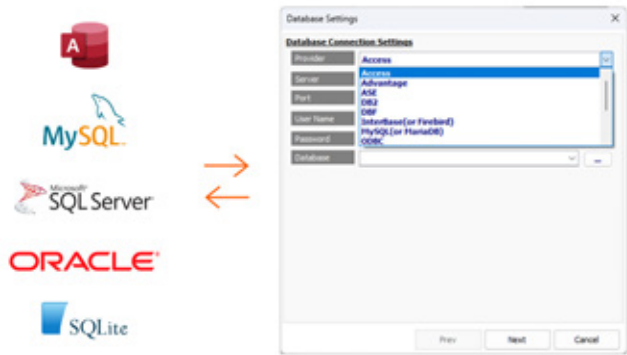 A
MySQL
Microsoft
SQL Server
ORACLE
SQLite
Database Settings
Database Connection Settings
Provider Access
Server
Port
User Name
Password
Database
Access
Advantage
ASE
DB2
DBF
InterBase(or Firebird)
MySQL(or MariaDB)
ODBC
...
Prev Next Cancel